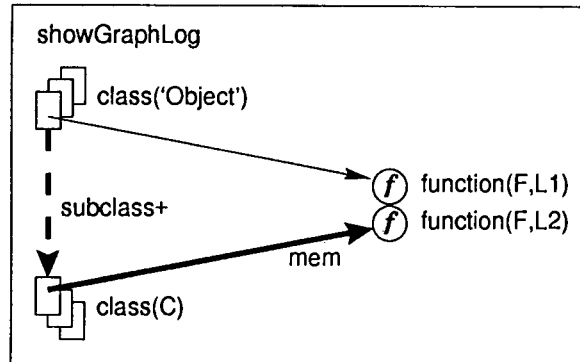 showGraphLog
class('Object')
f function(F,L1)
f function(F,L2)
subclass+
mem
class(C)